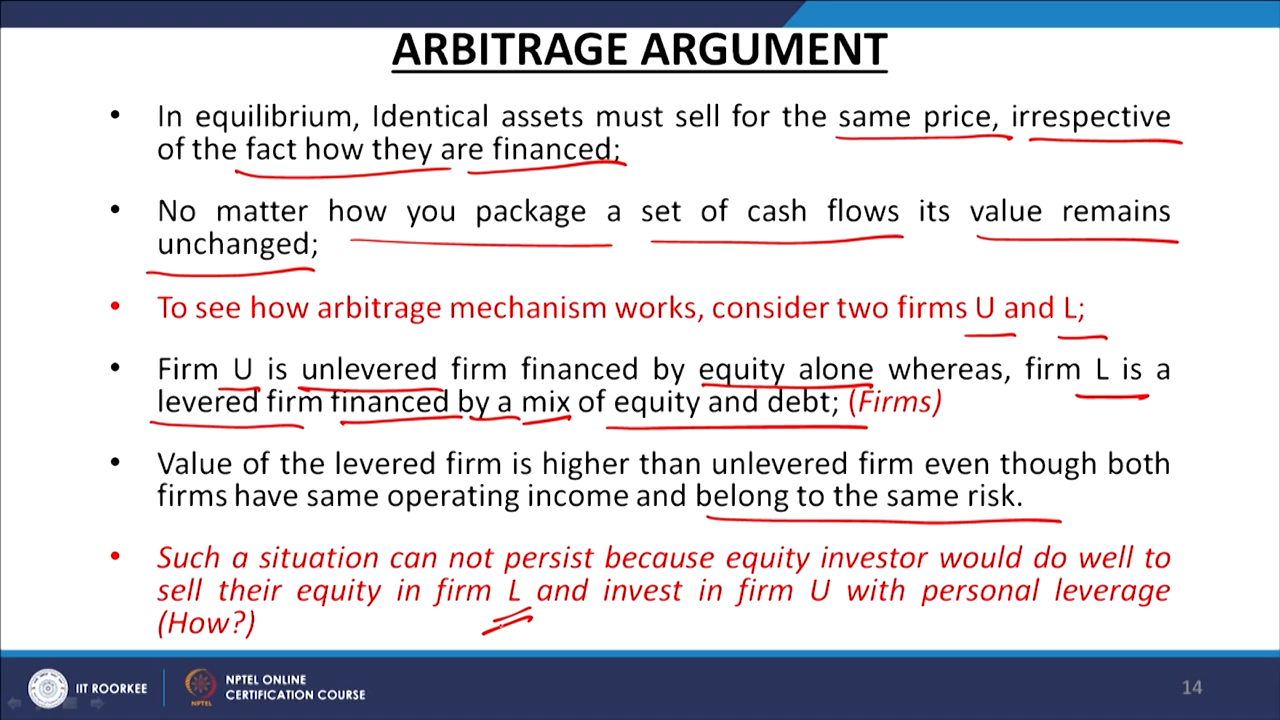 ARBITRAGE ARGUMENT
• In equilibrium, Identical assets must sell for the same price, irrespective
of the fact how they are financed;
• No matter how you package a set of cash flows its value remains
unchanged;
• To see how arbitrage mechanism works, consider two firms U and L;
• Firm U is unlevered firm financed by equity alone whereas, firm L is a
levered firm financed by a mix of equity and debt; (Firms)
• Value of the levered firm is higher than unlevered firm even though both
firms have same operating income and belong to the same risk.
• Such a situation can not persist because equity investor would do well to
sell their equity in firm L and invest in firm U with personal leverage
(How?)
IIT ROORKEE
NPTEL ONLINE
CERTIFICATION COURSE
NPTEL
14